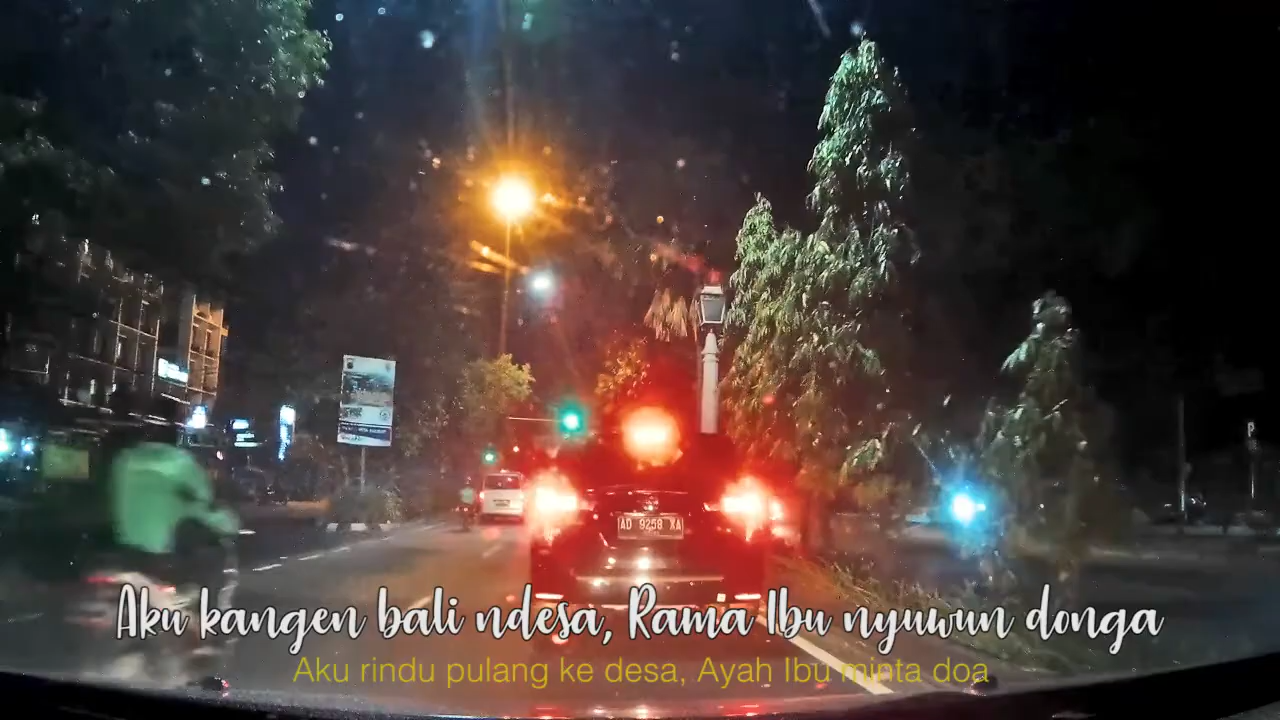 AD 9258 XA
Aku kangen bali ndesa, Rama Ibu nyuwun donga
Aku rindu pulang ke desa, Ayah Ibu minta doa